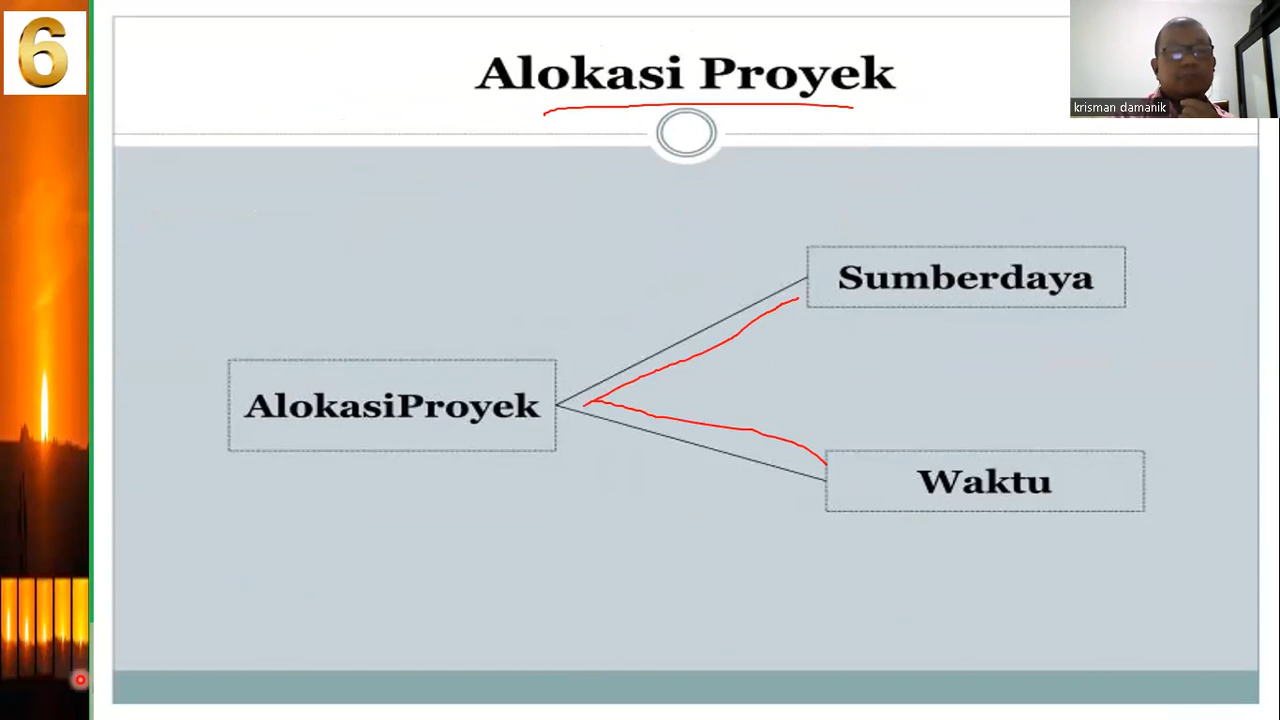 6
Alokasi Proyek
krisman damanik
Sumberdaya
AlokasiProyek
Waktu